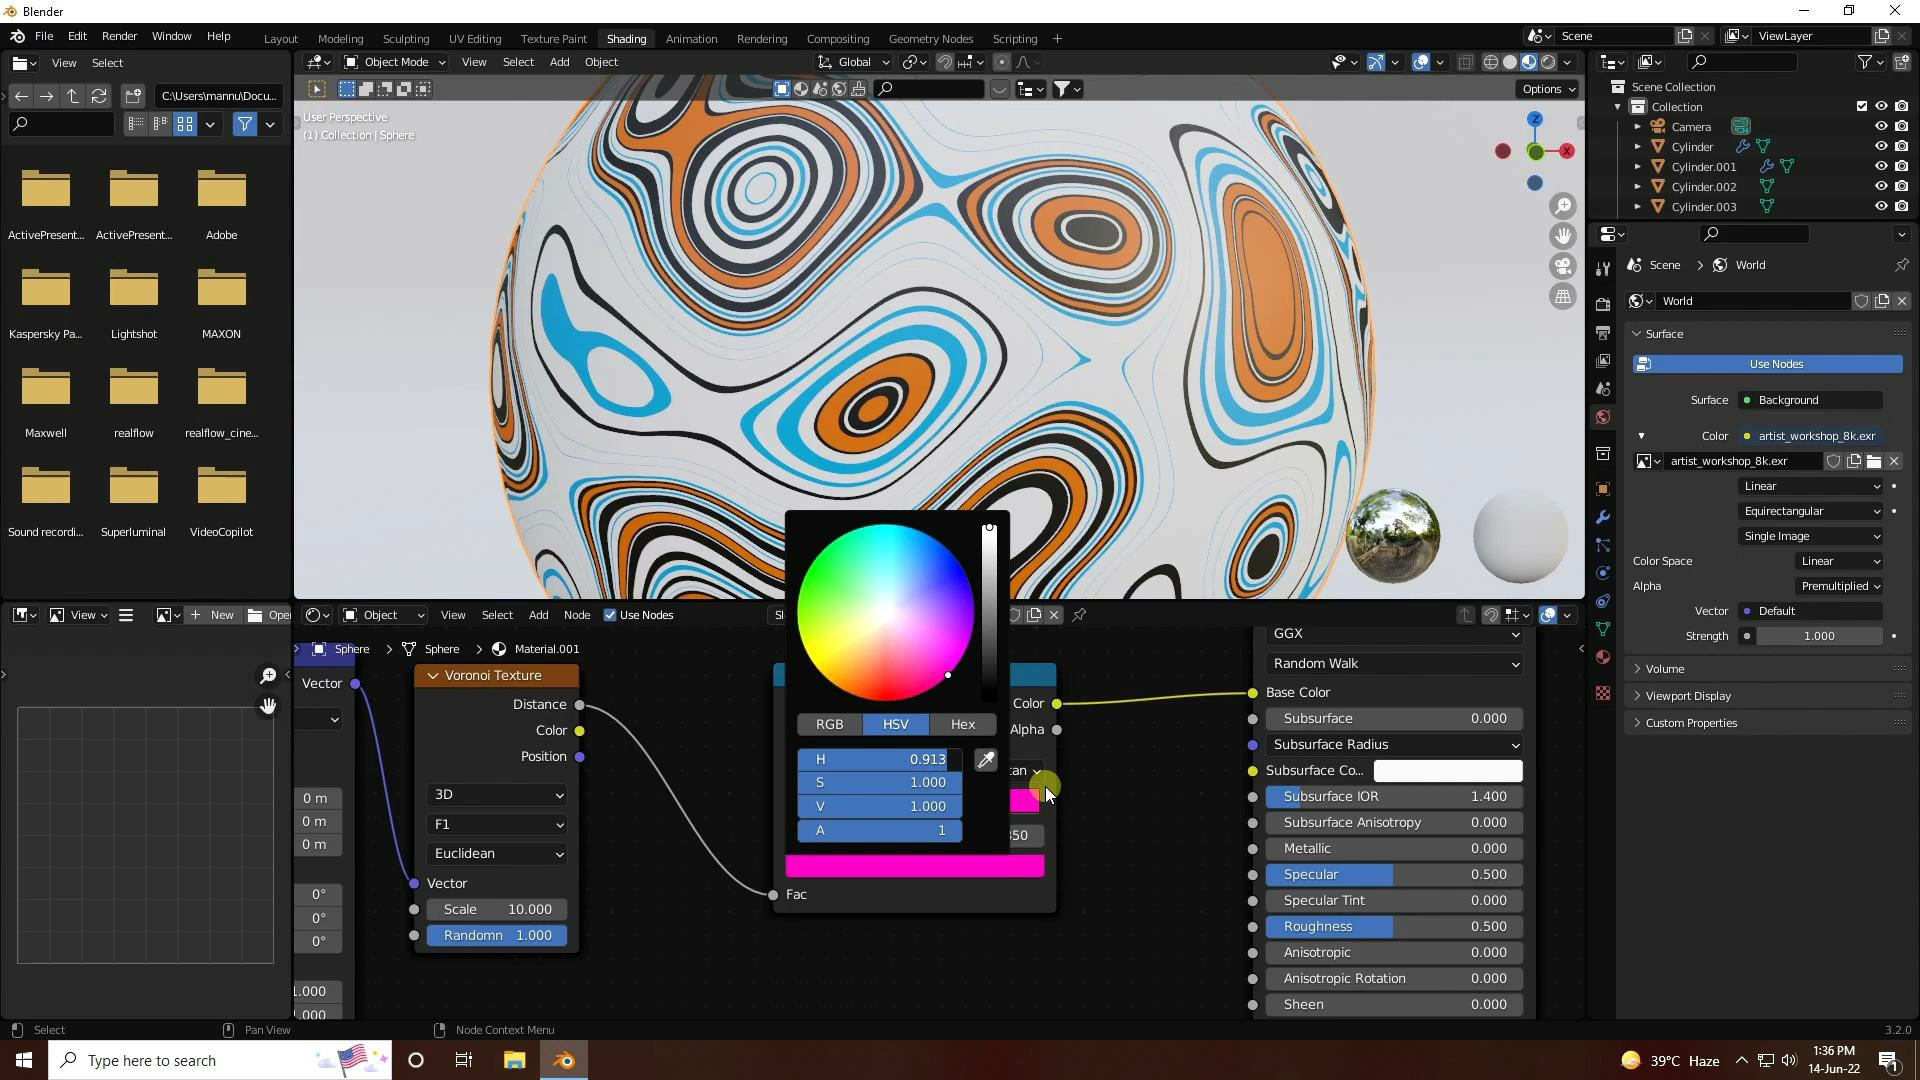 Blender
File Edit Render Window Help
Layout Modeling Sculpting UV Editing Texture Paint Shading Animation Rendering Compositing Geometry Nodes Scripting +
Scene
ViewLayer
View Select
Object Mode View Select Add Object
Global
C:\Users\mannu\Docu...
Options
User Perspective
(1) Collection | Sphere
Z
X
ActivePresent... ActivePresent... Adobe
Kaspersky Pa... Lightshot MAXON
Maxwell realflow realflow_cine...
Sound recordi... Superluminal VideoCopilot
Scene Collection
Collection
Camera
Cylinder
Cylinder.001
Cylinder.002
Cylinder.003
Scene > World
World
Surface
Use Nodes
Surface Background
Color artist_workshop_8k.exr
artist_workshop_8k.exr
Linear
Equirectangular
Single Image
Color Space Linear
Alpha Premultiplied
Vector Default
Strength 1.000
Volume
Viewport Display
Custom Properties
View + New Ope
Object View Select Add Node Use Nodes
Sphere > Sphere > Material.001
Vector
0 m
0 m
0 m
0°
0°
0°
1.000
.000
Voronoi Texture
Distance
Color
Position
3D
F1
Euclidean
Vector
Scale 10.000
Randomn 1.000
RGB HSV Hex
H 0.913
S 1.000
V 1.000
A 1
Color
Alpha
Fac
GGX
Random Walk
Base Color
Subsurface 0.000
Subsurface Radius
Subsurface Co...
Subsurface IOR 1.400
Subsurface Anisotropy 0.000
Metallic 0.000
Specular 0.500
Specular Tint 0.000
Roughness 0.500
Anisotropic 0.000
Anisotropic Rotation 0.000
Sheen 0.000
Select Pan View Node Context Menu 3.2.0
Type here to search
39°C Haze
1:36 PM
14-Jun-22
1